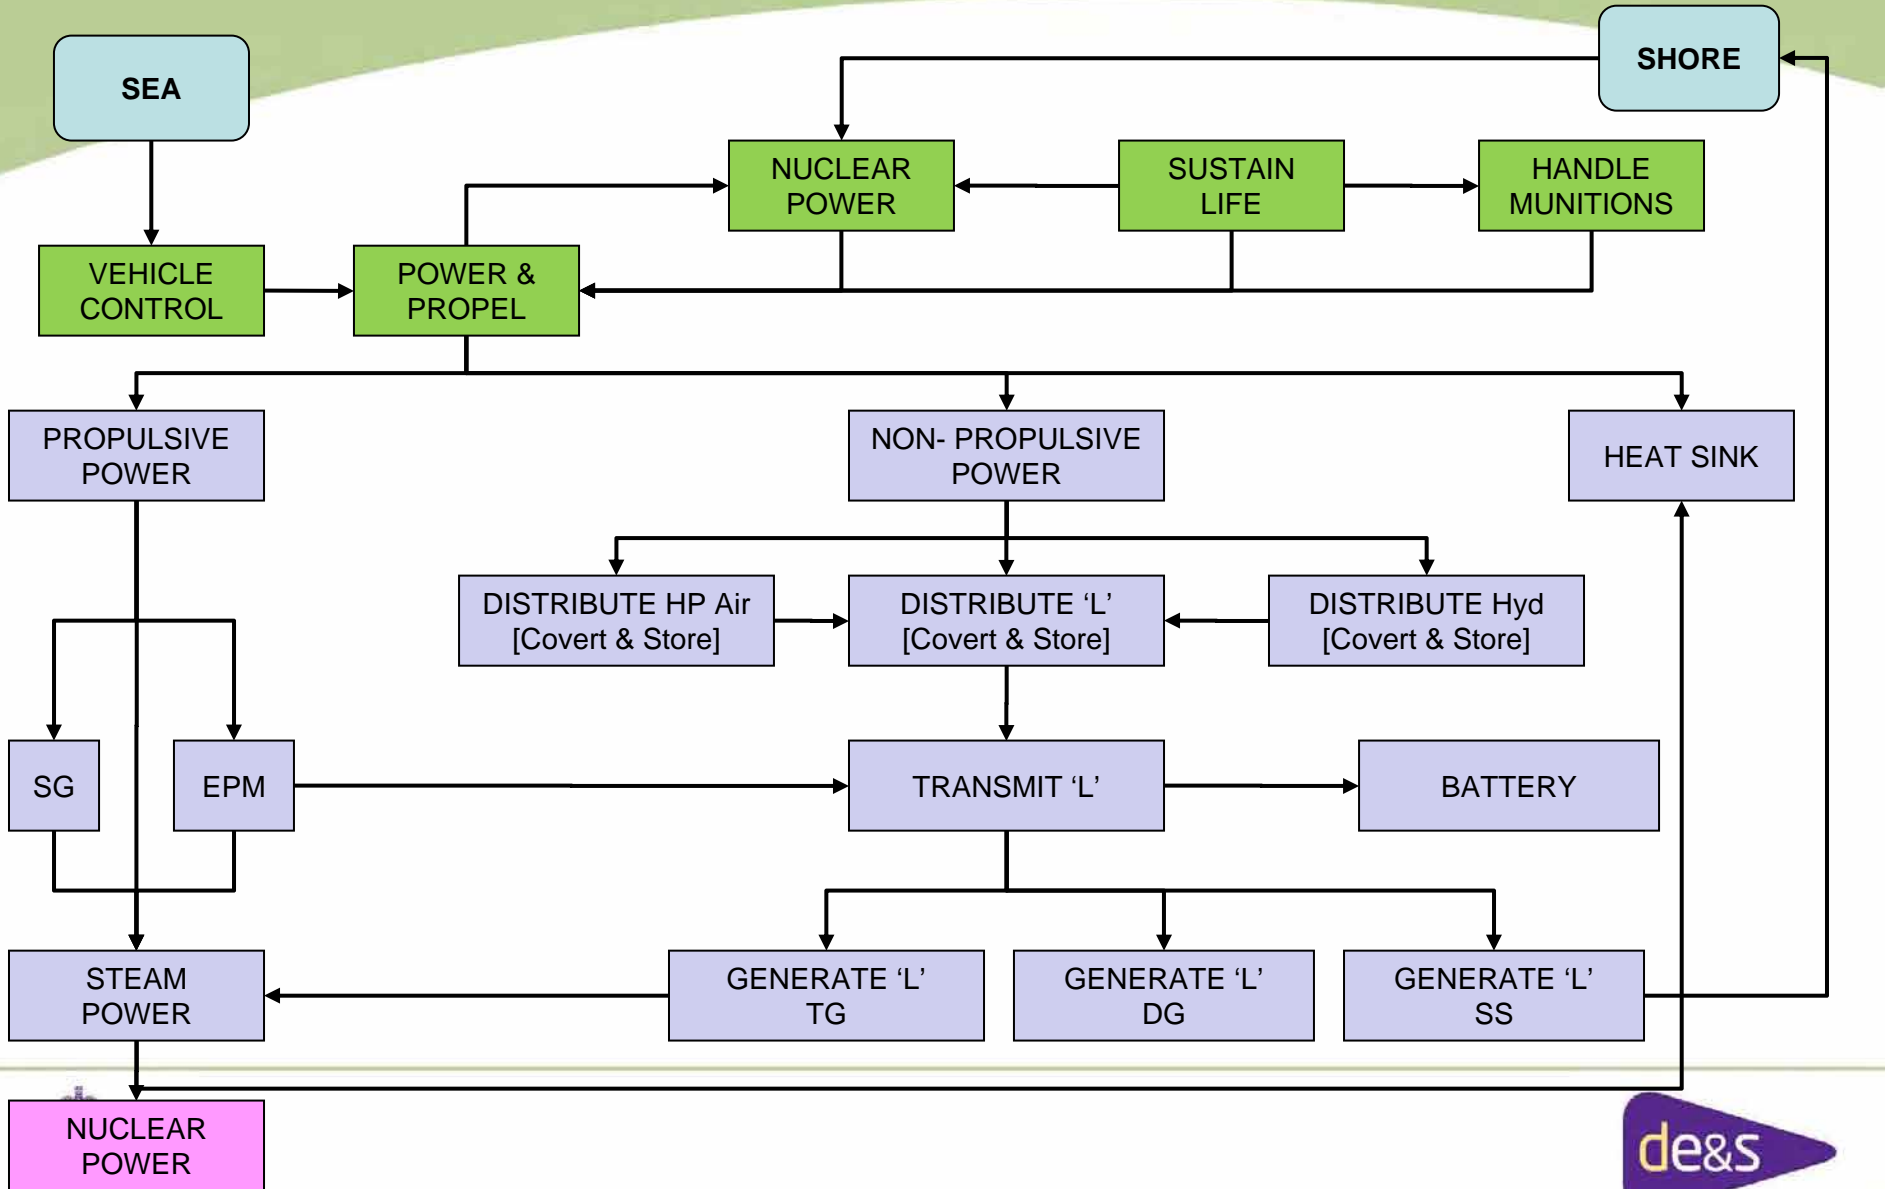 SEA
SHORE
NUCLEAR
POWER
SUSTAIN
LIFE
HANDLE
MUNITIONS
VEHICLE
CONTROL
POWER &
PROPEL
PROPULSIVE
POWER
NON- PROPULSIVE
POWER
HEAT SINK
DISTRIBUTE HP Air
[Covert & Store]
DISTRIBUTE ‘L’
[Covert & Store]
DISTRIBUTE Hyd
[Covert & Store]
SG
EPM
TRANSMIT ‘L’
BATTERY
STEAM
POWER
GENERATE ‘L’
TG
GENERATE ‘L’
DG
GENERATE ‘L’
SS
NUCLEAR
POWER
de&s